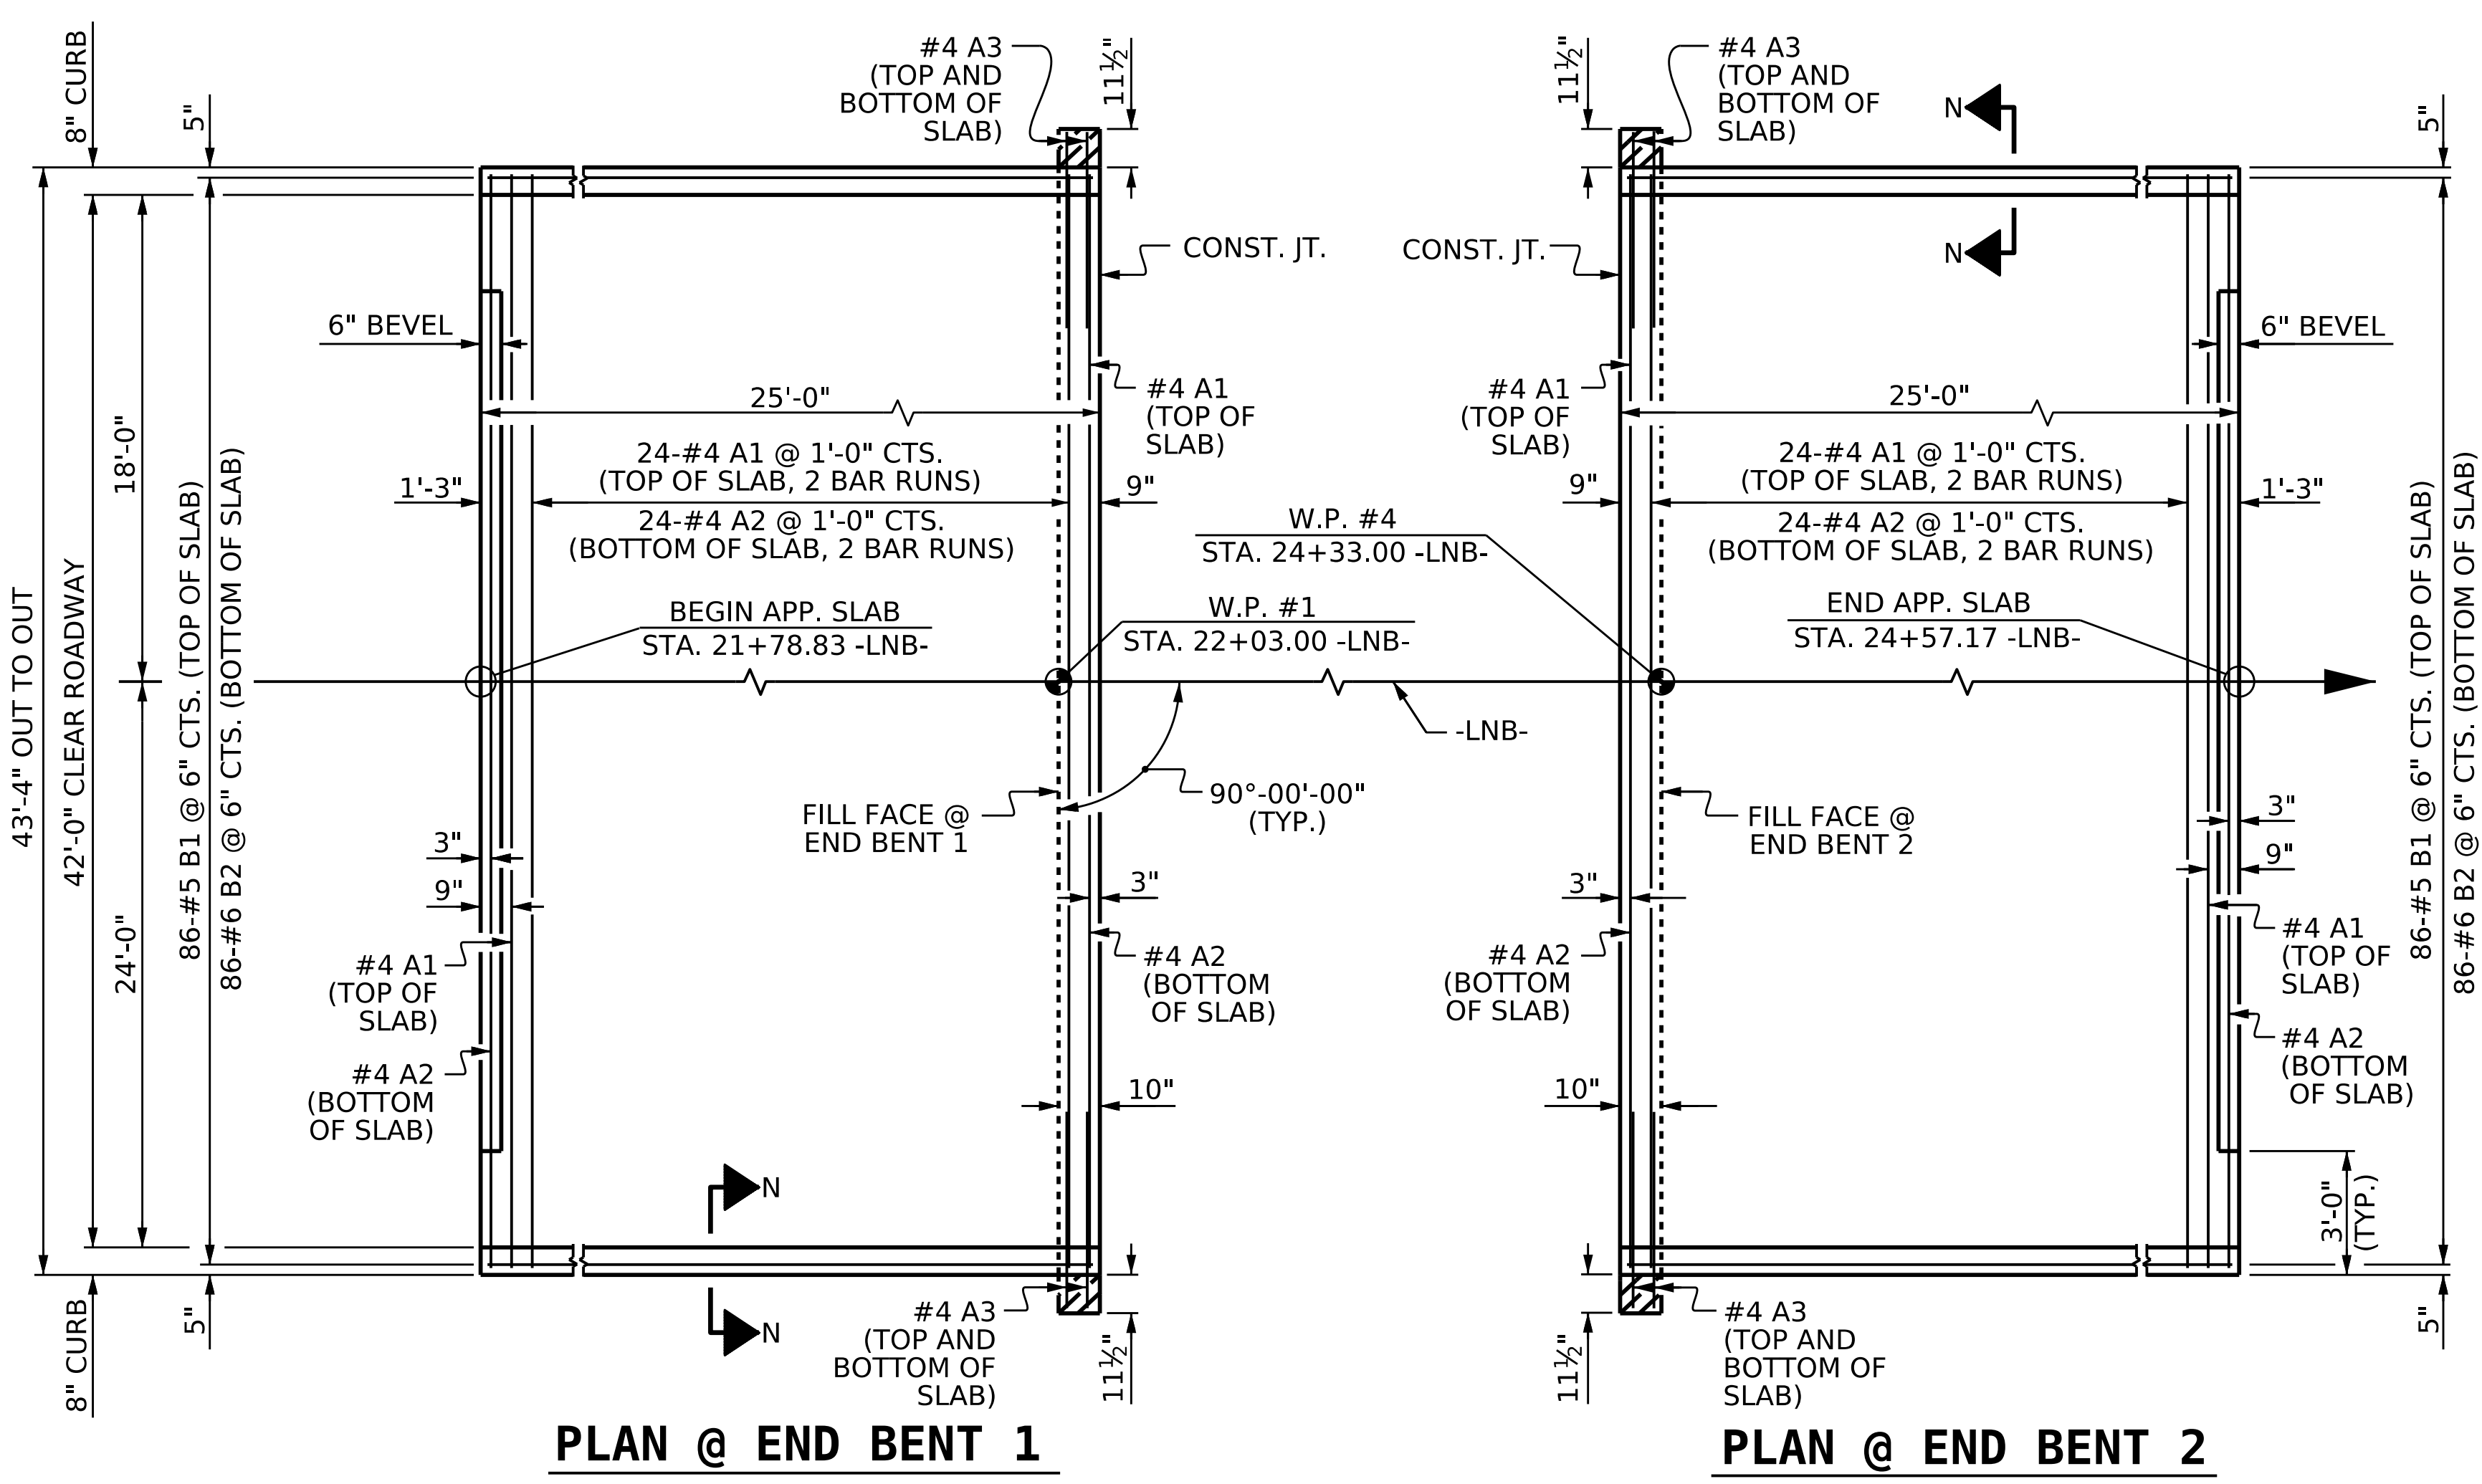 8" CURB
5"
#4 A3
(TOP AND
BOTTOM OF
SLAB)
11½"
11½"
#4 A3
(TOP AND
BOTTOM OF
SLAB)
N
N
5"
CONST. JT.
CONST. JT.
6" BEVEL
6" BEVEL
25'-0"
25'-0"
#4 A1
(TOP OF
SLAB)
#4 A1
(TOP OF
SLAB)
24-#4 A1 @ 1'-0" CTS.
(TOP OF SLAB, 2 BAR RUNS)
24-#4 A2 @ 1'-0" CTS.
(BOTTOM OF SLAB, 2 BAR RUNS)
24-#4 A1 @ 1'-0" CTS.
(TOP OF SLAB, 2 BAR RUNS)
24-#4 A2 @ 1'-0" CTS.
(BOTTOM OF SLAB, 2 BAR RUNS)
1'-3"
9"
9"
1'-3"
18'-0"
24'-0"
43'-4" OUT TO OUT
42'-0" CLEAR ROADWAY
86-#5 B1 @ 6" CTS. (TOP OF SLAB)
86-#6 B2 @ 6" CTS. (BOTTOM OF SLAB)
W.P. #4
STA. 24+33.00 -LNB-
BEGIN APP. SLAB
STA. 21+78.83 -LNB-
W.P. #1
STA. 22+03.00 -LNB-
END APP. SLAB
STA. 24+57.17 -LNB-
86-#5 B1 @ 6" CTS. (TOP OF SLAB)
86-#6 B2 @ 6" CTS. (BOTTOM OF SLAB)
-LNB-
90°-00'-00"
(TYP.)
FILL FACE @
END BENT 1
FILL FACE @
END BENT 2
3"
9"
3"
3"
3"
9"
#4 A1
(TOP OF
SLAB)
#4 A2
(BOTTOM
OF SLAB)
#4 A2
(BOTTOM
OF SLAB)
#4 A2
(BOTTOM
OF SLAB)
#4 A1
(TOP OF
SLAB)
#4 A2
(BOTTOM
OF SLAB)
10"
10"
3'-0"
(TYP.)
N
N
8" CURB
5"
#4 A3
(TOP AND
BOTTOM OF
SLAB)
11½"
11½"
#4 A3
(TOP AND
BOTTOM OF
SLAB)
5"
PLAN @ END BENT 1
PLAN @ END BENT 2